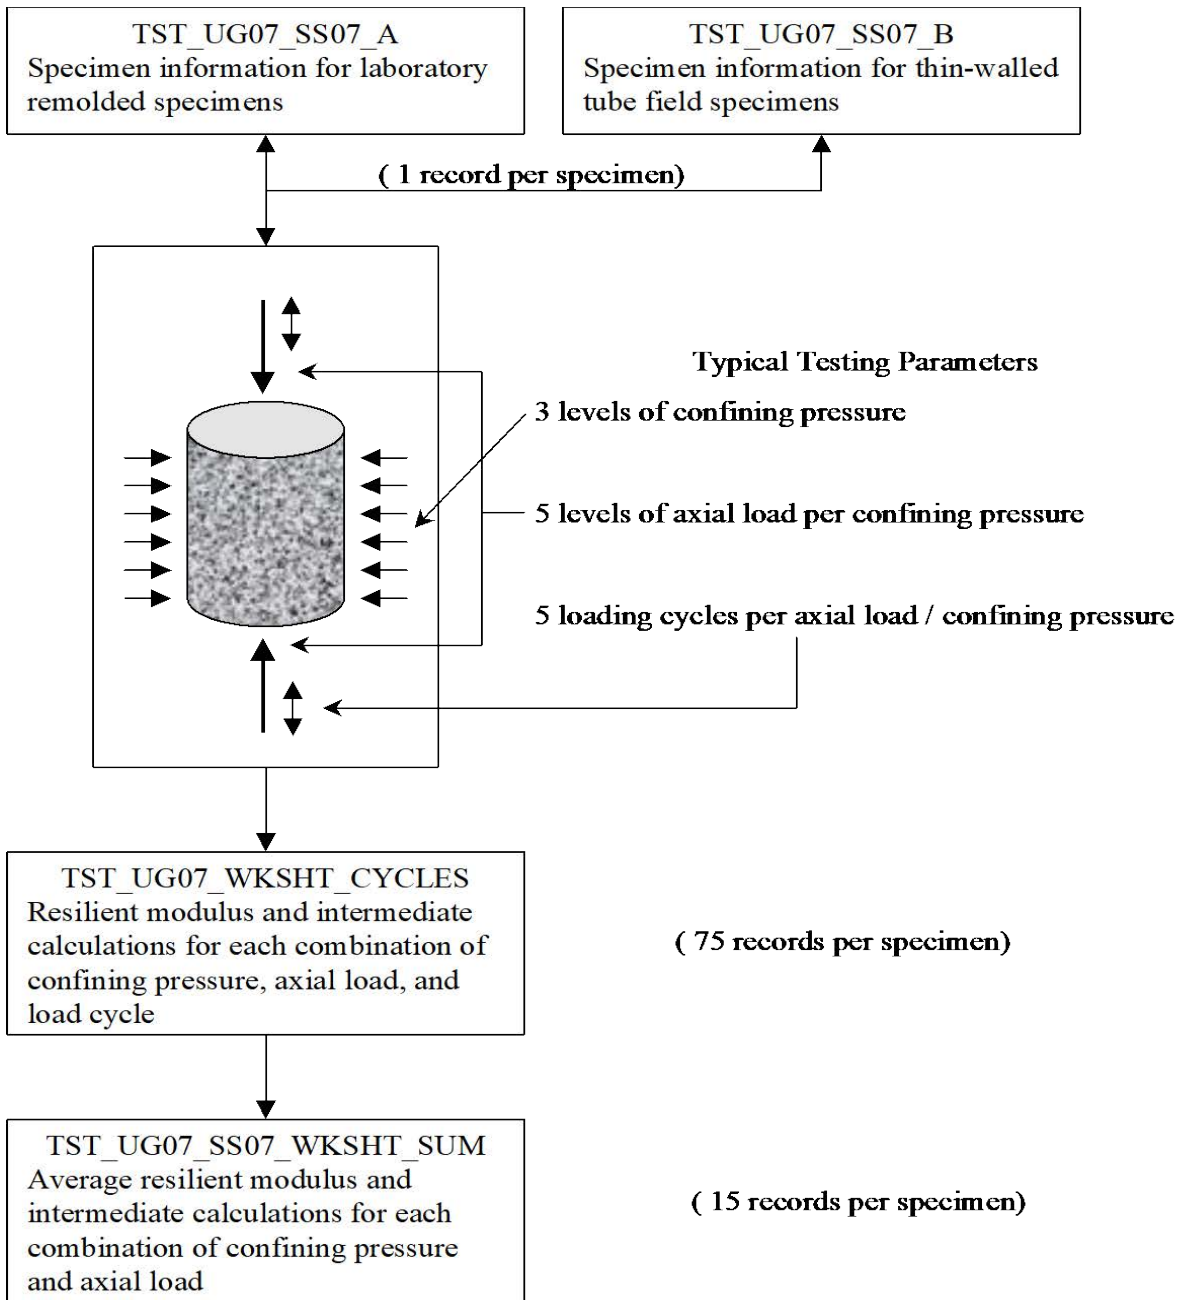 TST_UG07_SS07_A
Specimen information for laboratory
remolded specimens
TST_UG07_SS07_B
Specimen information for thin-walled
tube field specimens
( 1 record per specimen)
Typical Testing Parameters
3 levels of confining pressure
5 levels of axial load per confining pressure
5 loading cycles per axial load / confining pressure
TST_UG07_WKSHT_CYCLES
Resilient modulus and intermediate
calculations for each combination of
confining pressure, axial load, and
load cycle
( 75 records per specimen)
TST_UG07_SS07_WKSHT_SUM
Average resilient modulus and
intermediate calculations for each
combination of confining pressure
and axial load
( 15 records per specimen)